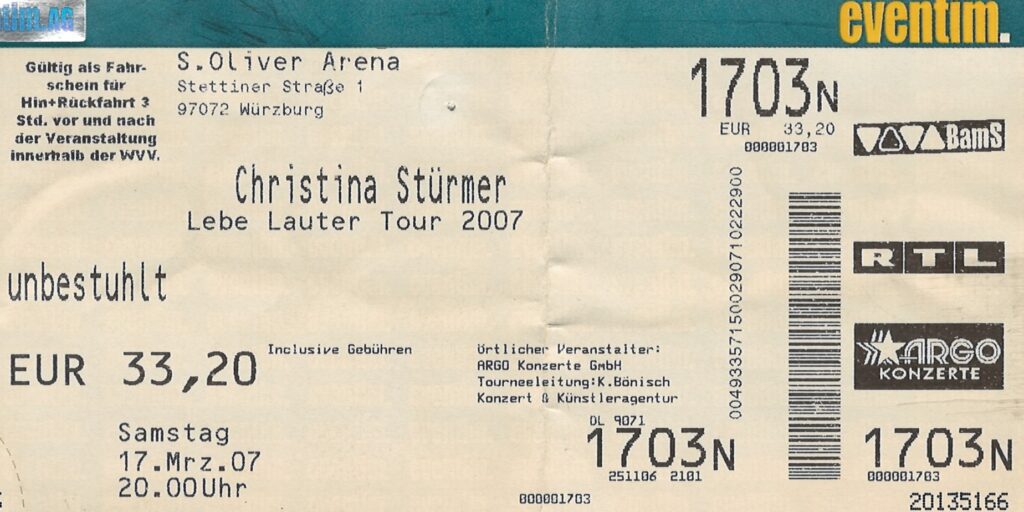 TIM.AG
eventim.
Gültig als Fahr-
schein für
Hin+Rückfahrt 3
Std. vor und nach
der Veranstaltung
innerhalb der WVV.
S.Oliver Arena
Stettiner Straße 1
97072 Würzburg
1703N
EUR 33,20
000001703
Christina Stürmer
Lebe Lauter Tour 2007
unbestuhlt
EUR 33,20 Inclusive Gebühren
örtlicher Veranstalter:
ARGO Konzerte GmbH
Tourneeleitung:K.Bönisch
Konzert & Künstleragentur
Samstag
17.Mrz.07
20.00Uhr
DL 9071
1703N
251106 2101
000001703
004933571500290710222900
VIVA BamS
RTL
ARGO
KONZERTE
1703N
000001703
20135166